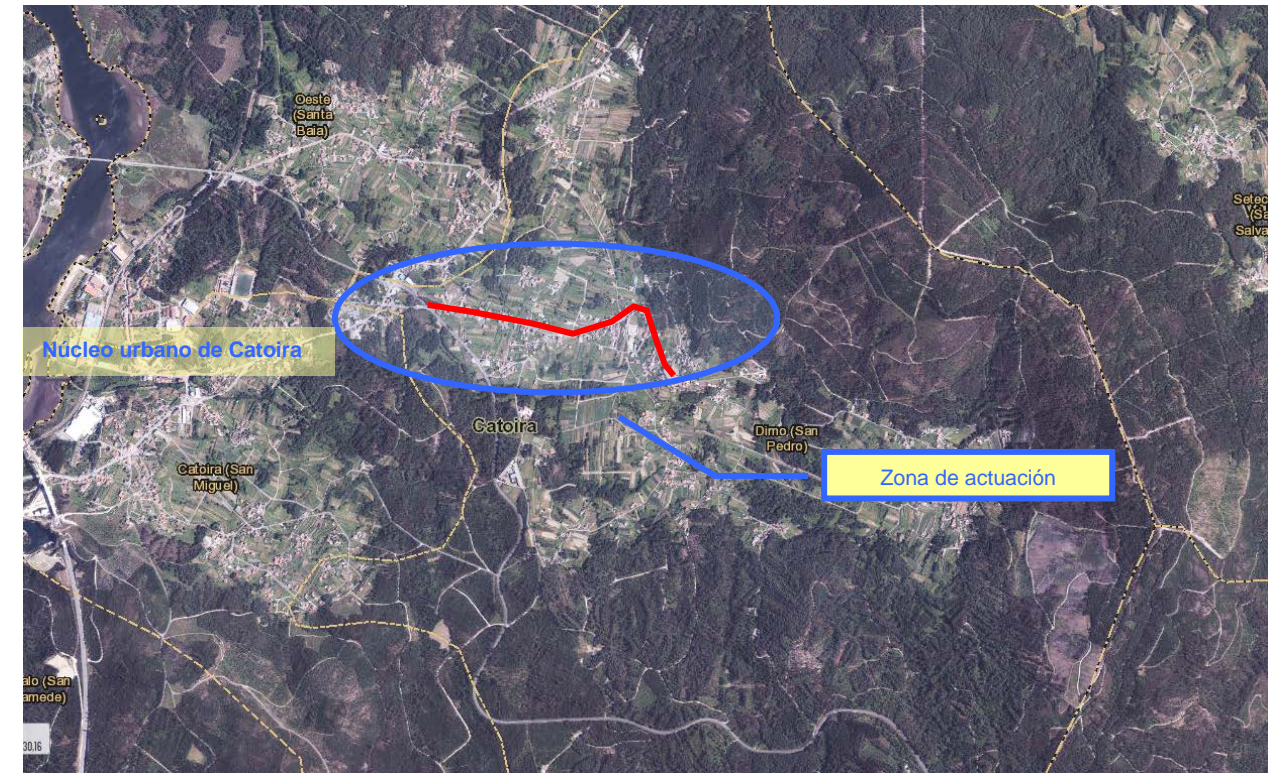 Oeste
(Santa
Baia)
Núcleo urbano de Catoira
Catoira
Catoira (San
Miguel)
Dimo (San
Pedro)
Zona de actuación
Setec
(Sa
Salva
alo (San
amede)
30.16